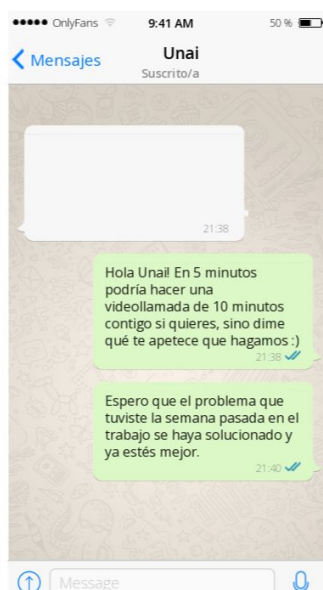 OnlyFans 9:41 AM 50 %
Mensajes Unai
Suscrito/a
21:38
Hola Unai! En 5 minutos
podría hacer una
videollamada de 10 minutos
contigo si quieres, sino dime
qué te apetece que hagamos :)
21:38
Espero que el problema que
tuviste la semana pasada en el
trabajo se haya solucionado y
ya estés mejor.
21:40
Message